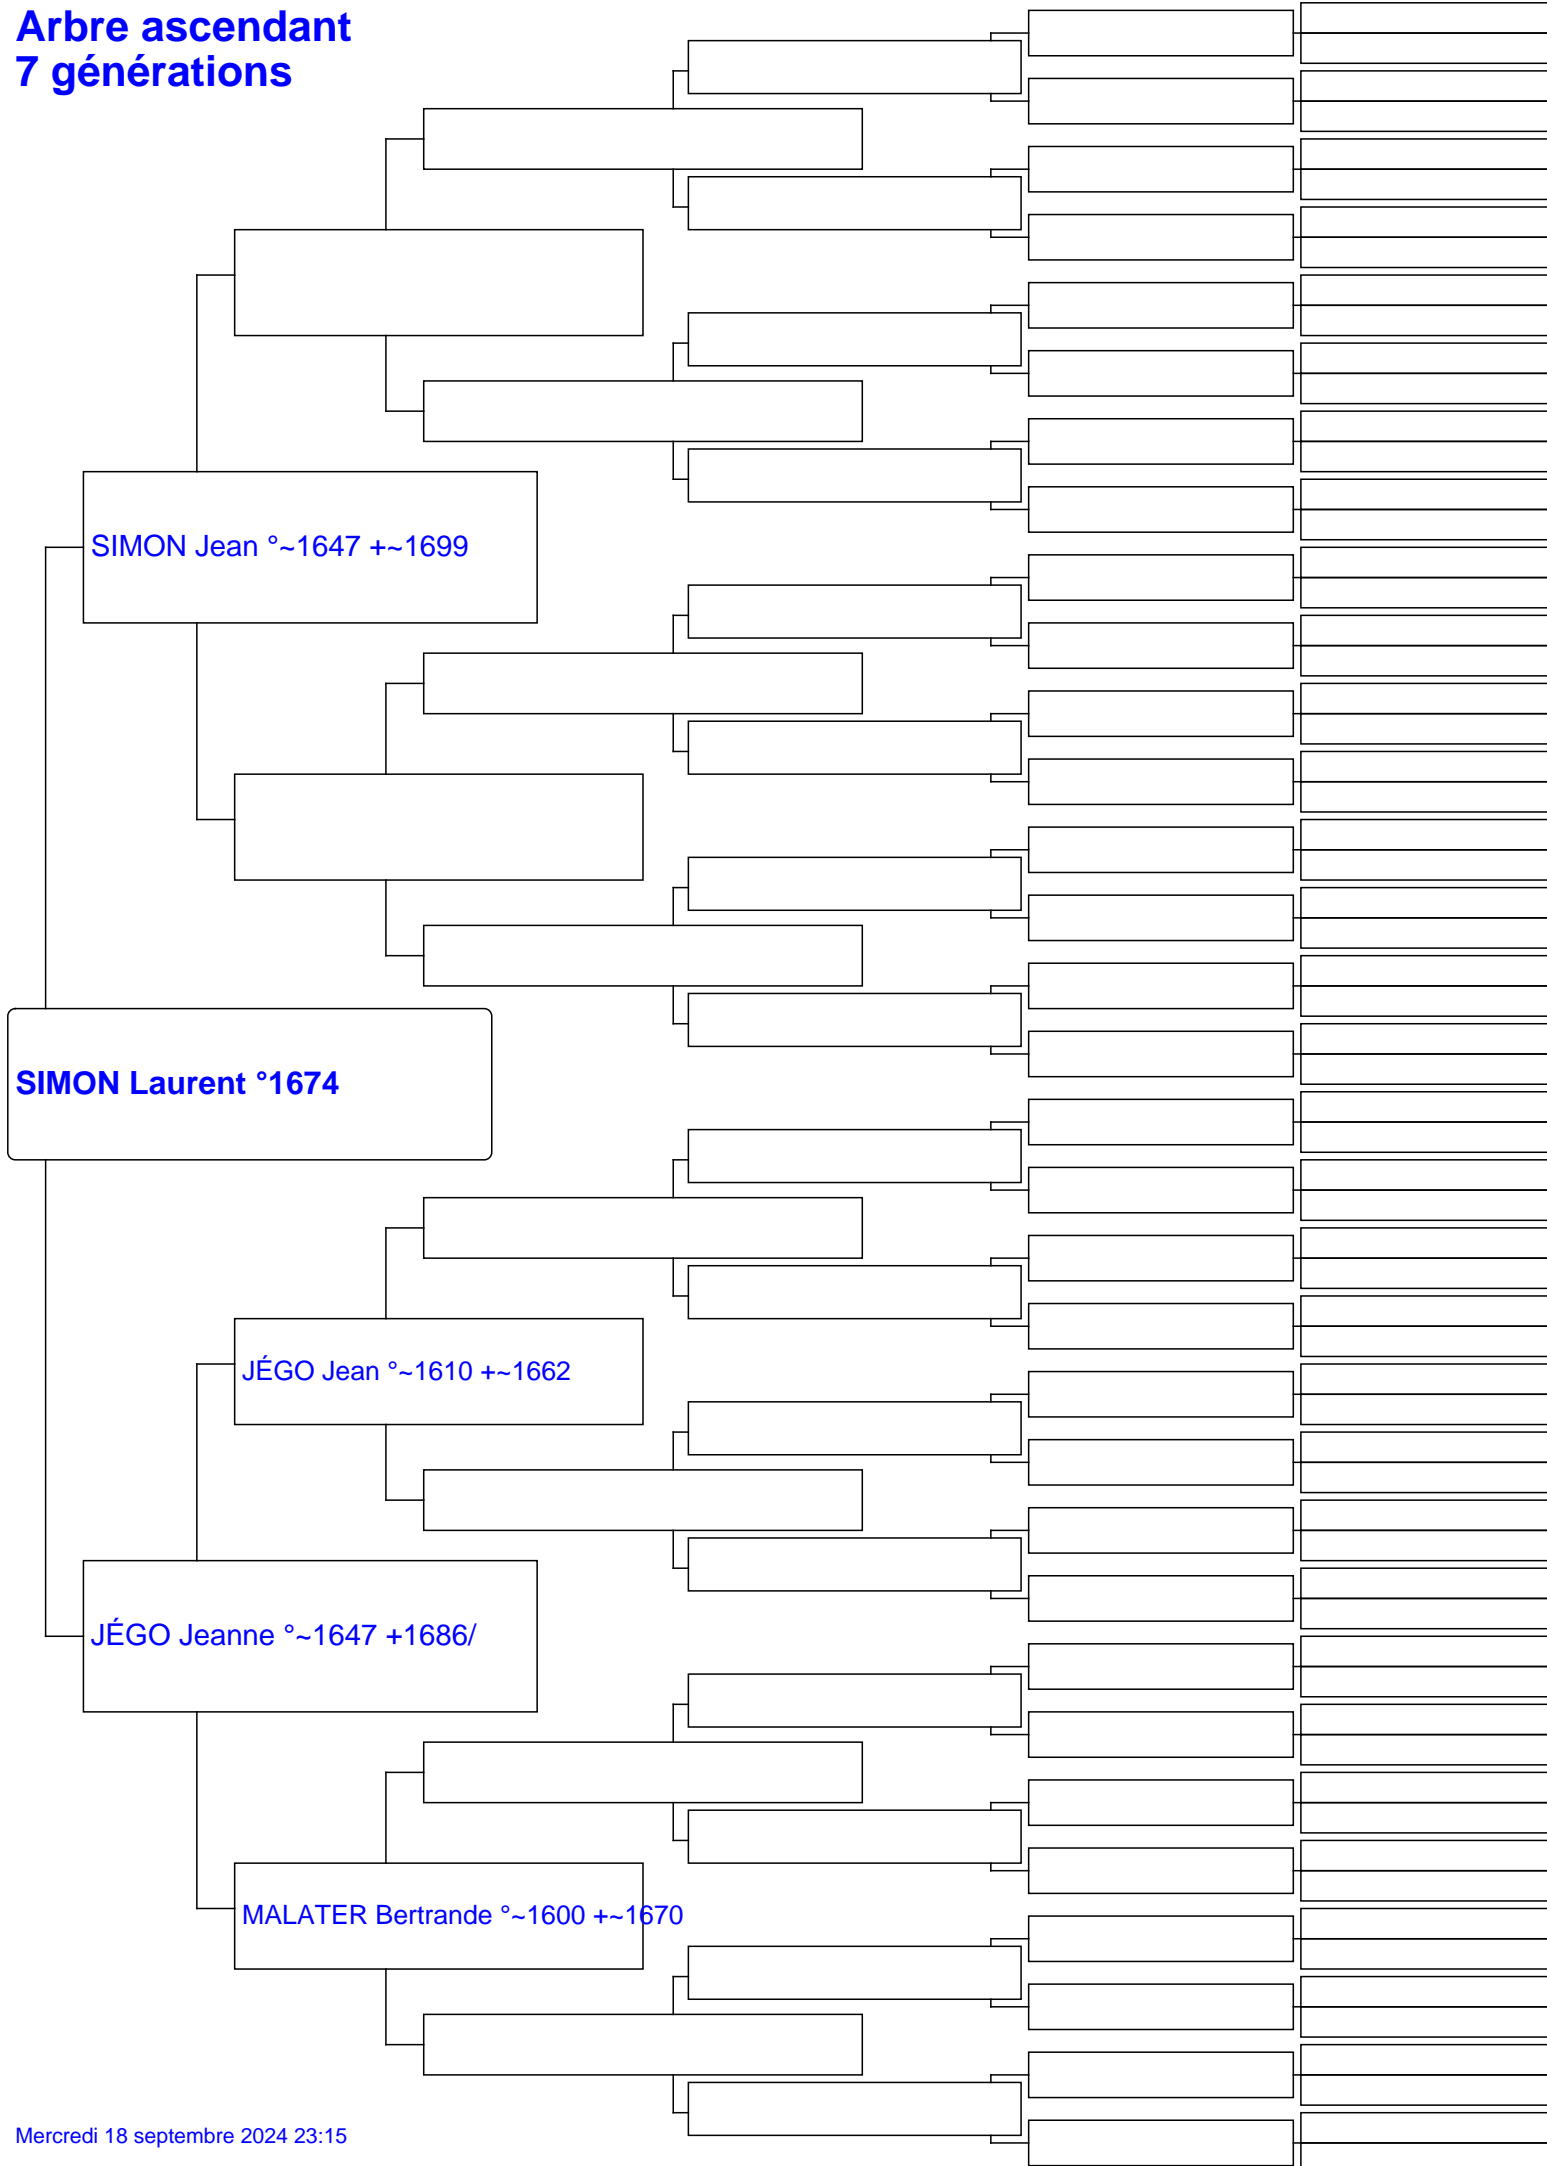 Arbre ascendant
7 générations
SIMON Jean °~1647 +~1699
SIMON Laurent °1674
JÉGO Jean °~1610 +~1662
JÉGO Jeanne °~1647 +1686/
MALATER Bertrande °~1600 +~1670
Mercredi 18 septembre 2024 23:15